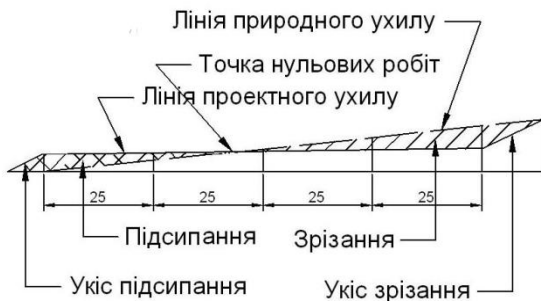 Лінія природного ухилу
Точка нульових робіт
Лінія проектного ухилу
25 25 25 25
Підсипання Зрізання
Укіс підсипання Укіс зрізання